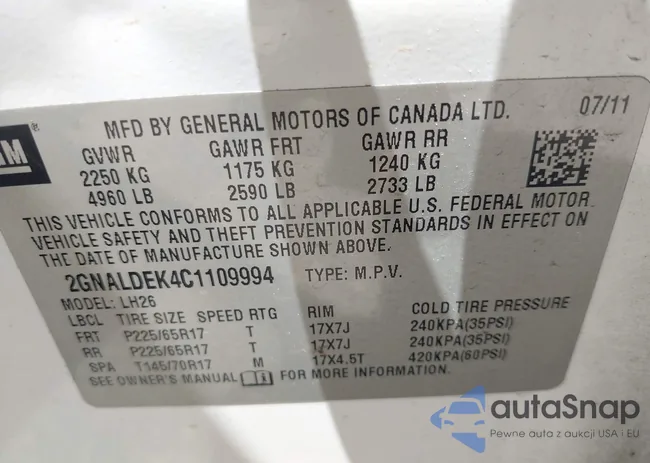 GM
MFD BY GENERAL MOTORS OF CANADA LTD. 07/11
GVWR GAWR FRT GAWR RR
2250 KG 1175 KG 1240 KG
4960 LB 2590 LB 2733 LB
THIS VEHICLE CONFORMS TO ALL APPLICABLE U.S. FEDERAL MOTOR
VEHICLE SAFETY AND THEFT PREVENTION STANDARDS IN EFFECT ON
THE DATE OF MANUFACTURE SHOWN ABOVE.
2GNALDEK4C1109994 TYPE: M.P.V.
MODEL: LH26
LBCL TIRE SIZE SPEED RTG RIM COLD TIRE PRESSURE
FRT P225/65R17 T 17X7J 240KPA(35PSI)
RR P225/65R17 T 17X7J 240KPA(35PSI)
SPA T145/70R17 M 17X4.5T 420KPA(60PSI)
SEE OWNER'S MANUAL FOR MORE INFORMATION.
autaSnap
Pewne auta z aukcji USA i EU